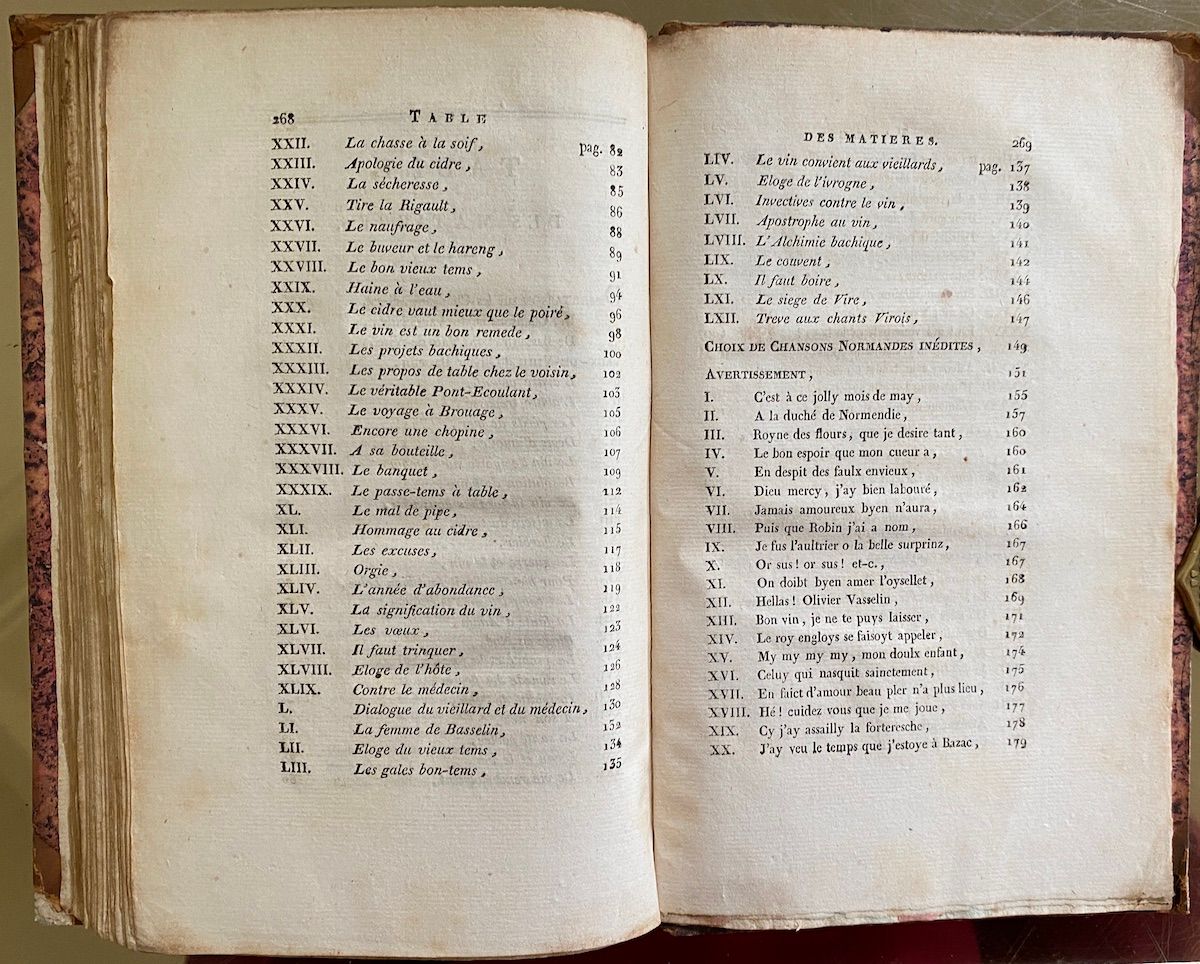 268 TABLE
XXII. La chasse à la soif, pag. 82
XXIII. Apologie du cidre, 83
XXIV. La sécheresse, 85
XXV. Tire la Rigault, 86
XXVI. Le naufrage, 88
XXVII. Le buveur et le hareng, 89
XXVIII. Le bon vieux tems, 91
XXIX. Haine à l'eau, 94
XXX. Le cidre vaut mieux que le poiré, 96
XXXI. Le vin est un bon remede, 98
XXXII. Les projets bachiques, 100
XXXIII. Les propos de table chez le voisin, 102
XXXIV. Le véritable Pont-Ecoulant, 103
XXXV. Le voyage à Brouage, 105
XXXVI. Encore une chopine, 106
XXXVII. A sa bouteille, 107
XXXVIII. Le banquet, 109
XXXIX. Le passe-tems à table, 112
XL. Le mal de pipe, 114
XLI. Hommage au cidre, 115
XLII. Les excuses, 117
XLIII. Orgie, 118
XLIV. L'année d'abondance, 119
XLV. La signification du vin, 122
XLVI. Les vœux, 123
XLVII. Il faut trinquer, 124
XLVIII. Eloge de l'hôte, 126
XLIX. Contre le médecin, 128
L. Dialogue du vieillard et du médecin, 130
LI. La femme de Basselin, 132
LII. Eloge du vieux tems, 134
LIII. Les gales bon-tems, 135
DES MATIERES. 269
LIV. Le vin convient aux vieillards, pag. 137
LV. Eloge de l'ivrogne, 138
LVI. Invectives contre le vin, 139
LVII. Apostrophe au vin, 140
LVIII. L'Alchimie bachique, 141
LIX. Le couvent, 142
LX. Il faut boire, 144
LXI. Le siege de Vire, 146
LXII. Treve aux chants Virois, 147
CHOIX DE CHANSONS NORMANDES INÉDITES, 149
AVERTISSEMENT, 151
I. C'est à ce jolly mois de may, 155
II. A la duché de Normendie, 157
III. Royne des flours, que je desire tant, 160
IV. Le bon espoir que mon cueur a, 160
V. En despit des faulx envieux, 161
VI. Dieu mercy, j'ay bien labouré, 162
VII. Jamais amoureux byen n'aura, 164
VIII. Puis que Robin j'ai a nom, 166
IX. Je fus l'aultrier o la belle surprinz, 167
X. Or sus! or sus! et-c., 167
XI. On doibt byen amer l'oysellet, 168
XII. Hellas! Olivier Vasselin, 169
XIII. Bon vin, je ne te puys laisser, 171
XIV. Le roy engloys se faisoyt appeler, 172
XV. My my my my, mon doulx enfant, 174
XVI. Celuy qui nasquit sainctement, 175
XVII. En faict d'amour beau pler n'a plus lieu, 176
XVIII. Hé! cuidez vous que je me joue, 177
XIX. Cy j'ay assailly la forteresche, 178
XX. J'ay veu le temps que j'estoye à Bazac, 179